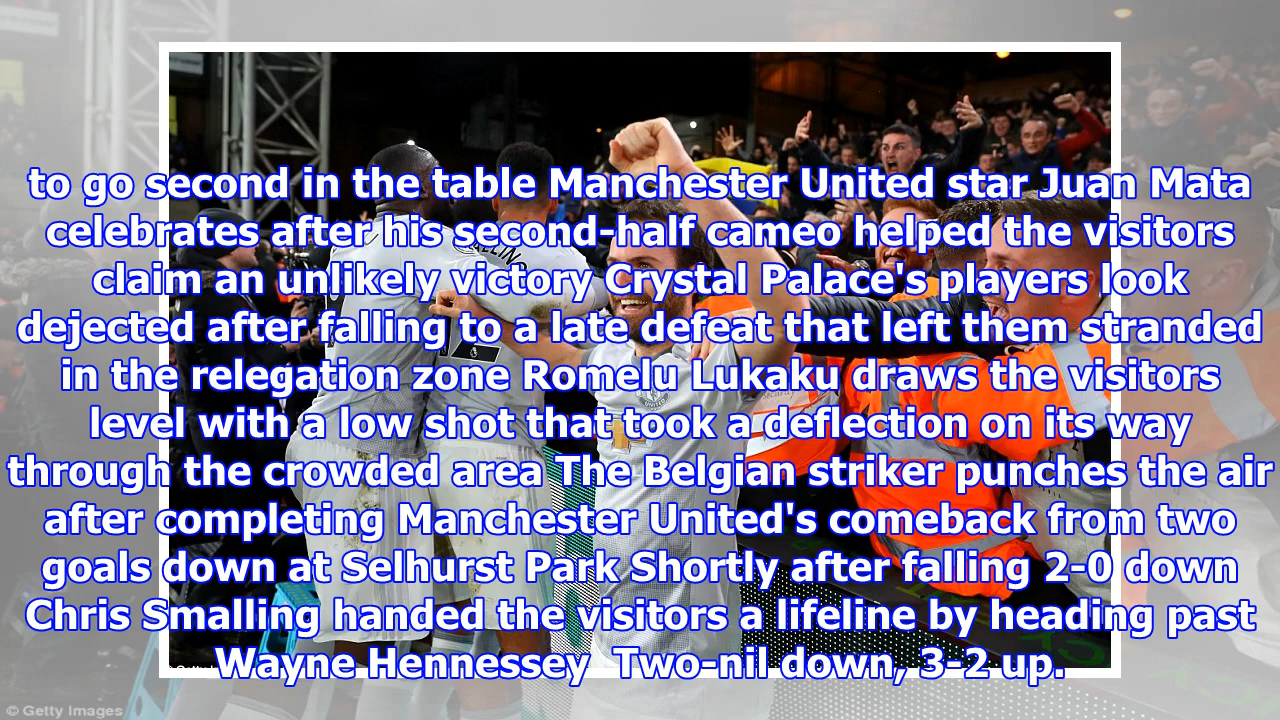 to go second in the table Manchester United star Juan Mata
celebrates after his second-half cameo helped the visitors
claim an unlikely victory Crystal Palace's players look
dejected after falling to a late defeat that left them stranded
in the relegation zone Romelu Lukaku draws the visitors
level with a low shot that took a deflection on its way
through the crowded area The Belgian striker punches the air
after completing Manchester United's comeback from two
goals down at Selhurst Park Shortly after falling 2-0 down
Chris Smalling handed the visitors a lifeline by heading past
Wayne Hennessey Two-nil down, 3-2 up.
© Getty Images